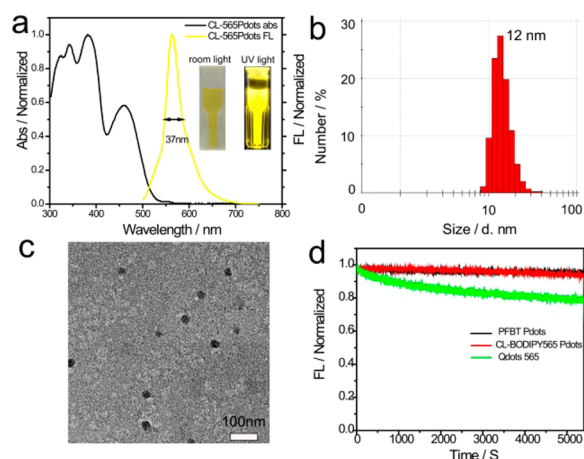 a
CL-565Pdots abs
CL-565Pdots FL
room light
UV light
37nm
Abs / Normalized
FL / Normalized
1.0
0.8
0.6
0.4
0.2
0.0
300 400 500 600 700 800
Wavelength / nm
b
12 nm
Number / %
30
20
10
0
0 10 100
Size / d. nm
c
100nm
d
FL / Normalized
1.0
0.8
0.6
0.4
0.2
0.0
PFBT Pdots
CL-BODIPY565 Pdots
Qdots 565
0 1000 2000 3000 4000 5000
Time / S